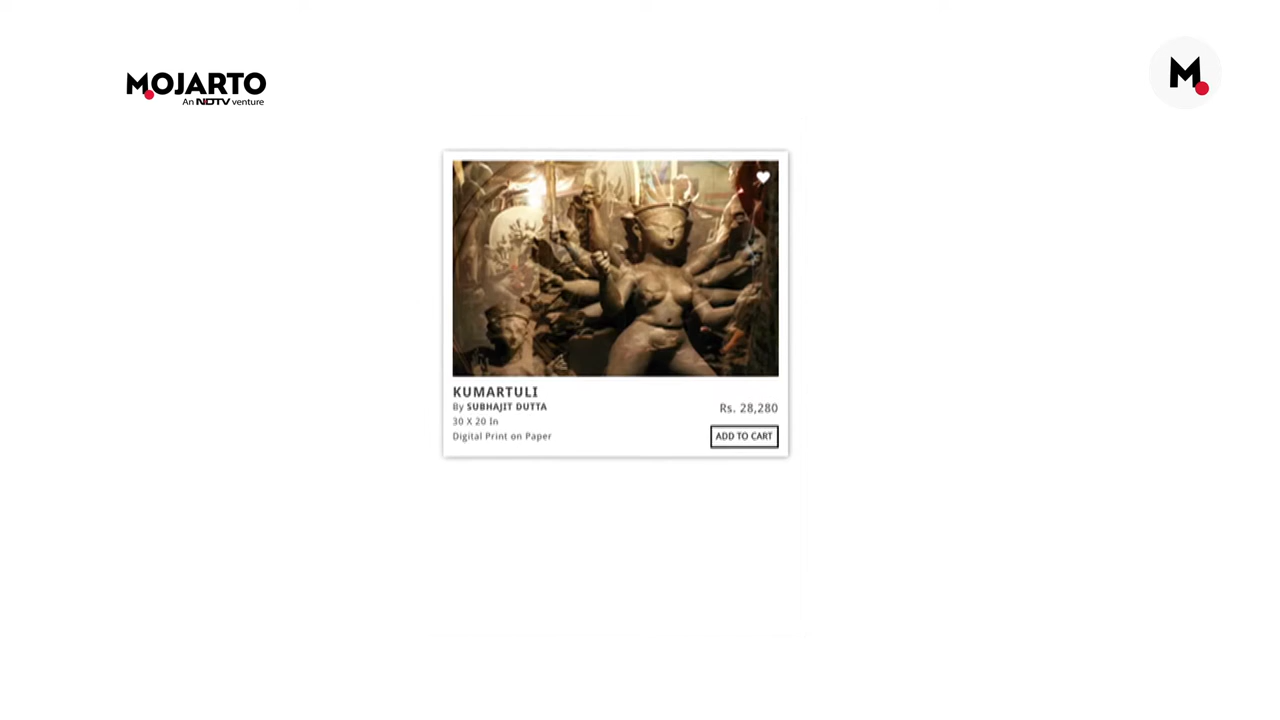 MOJARTO
An NDTV venture
M.
KUMARTULI
By SUBHAJIT DUTTA
30 X 20 In
Digital Print on Paper
Rs. 28,280
ADD TO CART